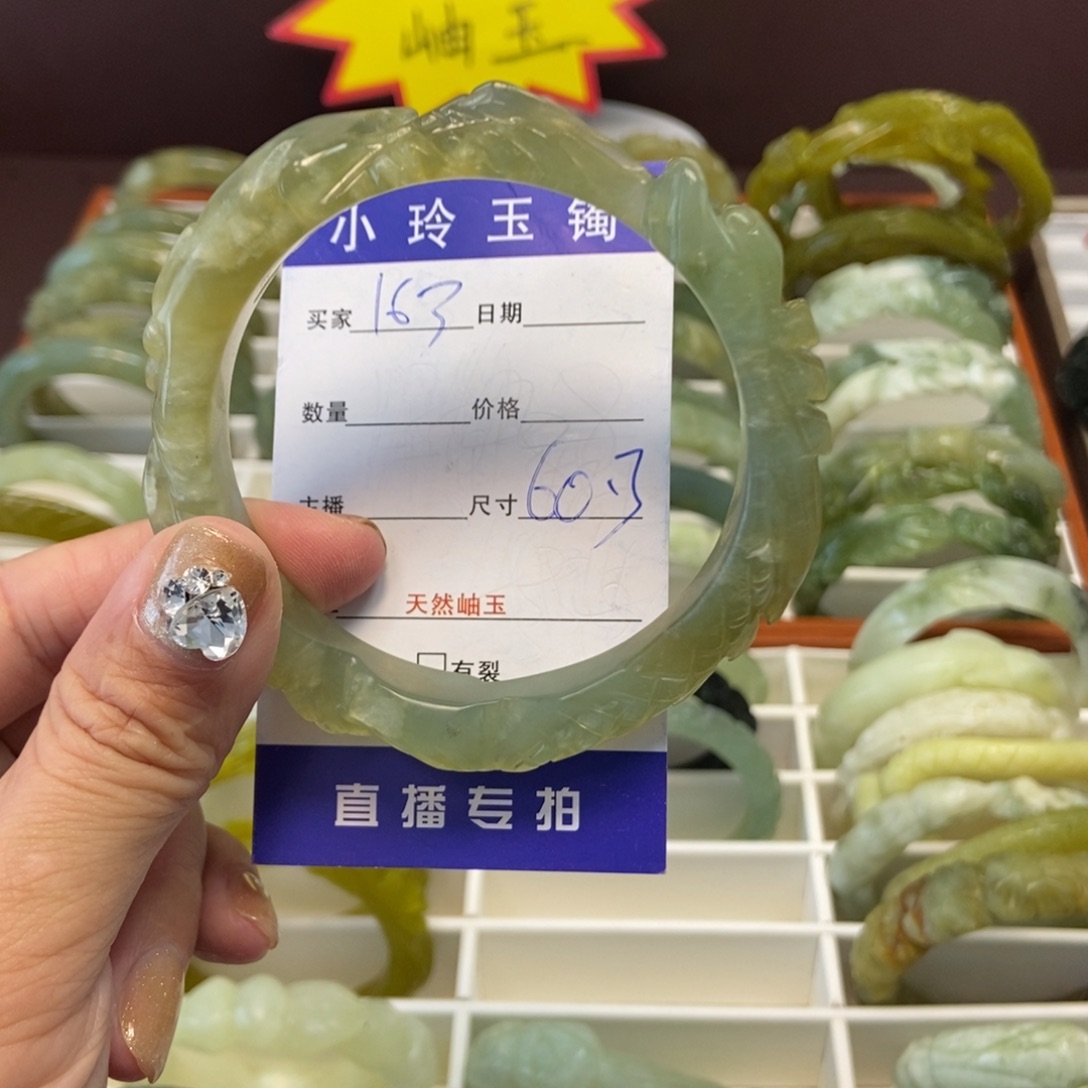 岫玉
小玲玉镯
买家 163 日期
数量 价格
主播 尺寸 60.3
天然岫玉
□有裂
直播专拍